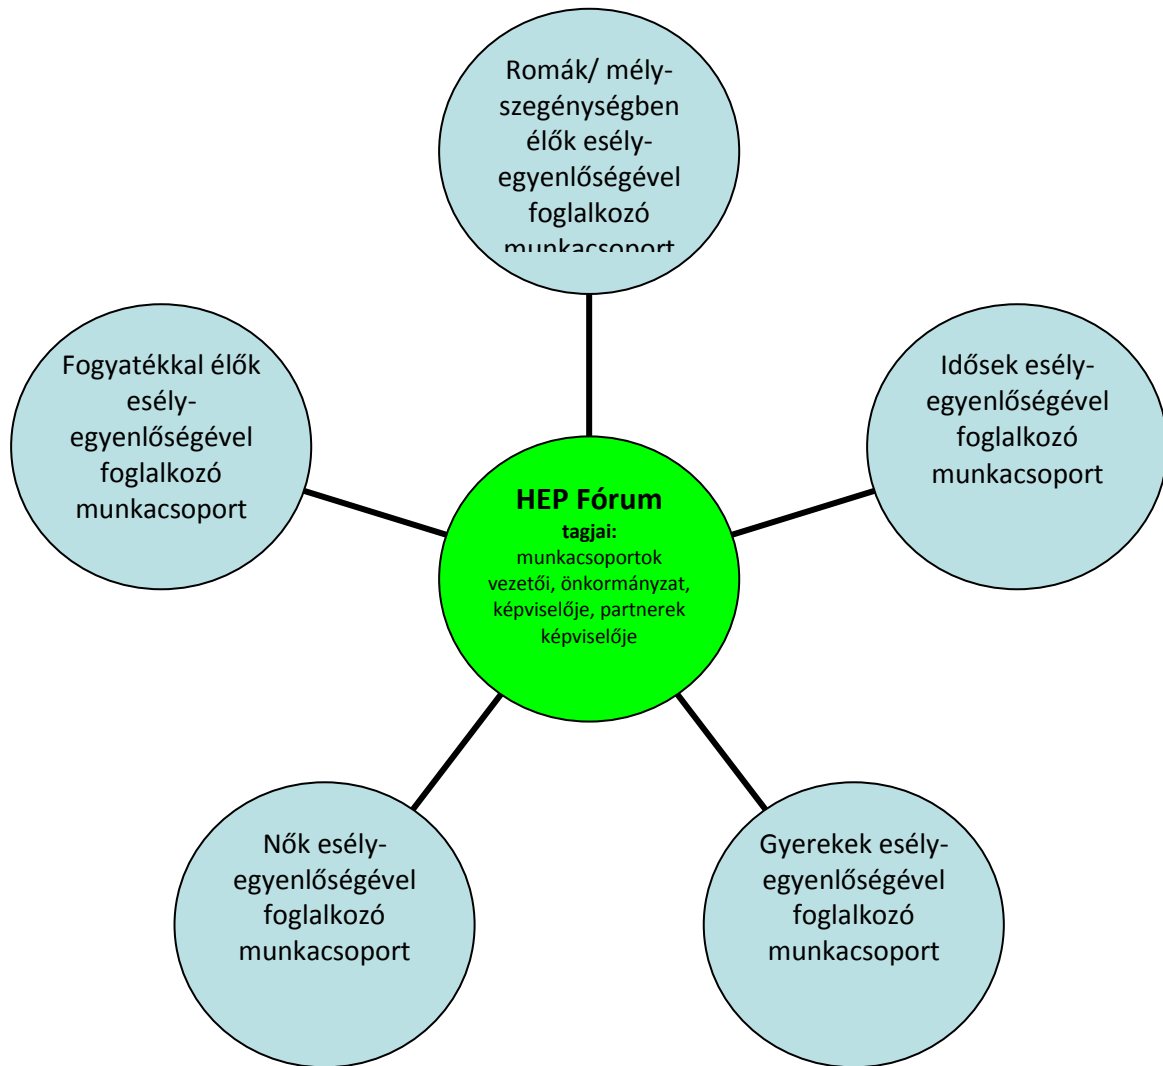 Romák/ mély-
szegénységben
élők esély-
egyenlőségével
foglalkozó
munkacsoport
Fogyatékkal élők
esély-
egyenlőségével
foglalkozó
munkacsoport
Idősek esély-
egyenlőségével
foglalkozó
munkacsoport
HEP Fórum
tagjai:
munkacsoportok
vezetői, önkormányzat,
képviselője, partnerek
képviselője
Nők esély-
egyenlőségével
foglalkozó
munkacsoport
Gyerekek esély-
egyenlőségével
foglalkozó
munkacsoport